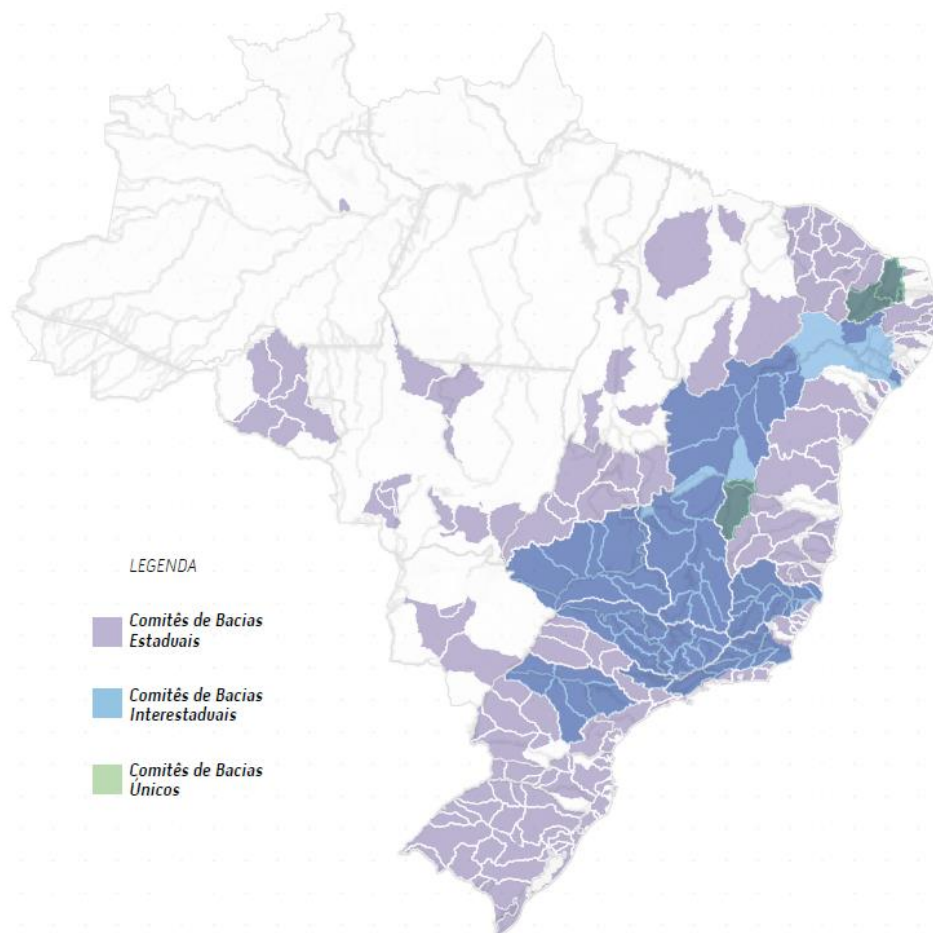 LEGENDA
Comitês de Bacias
Estaduais
Comitês de Bacias
Interestaduais
Comitês de Bacias
Únicos